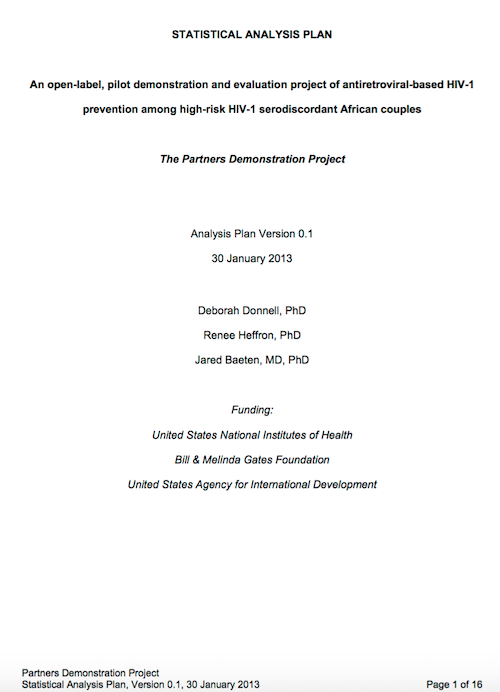 STATISTICAL ANALYSIS PLAN
An open-label, pilot demonstration and evaluation project of antiretroviral-based HIV-1
prevention among high-risk HIV-1 serodiscordant African couples
The Partners Demonstration Project
Analysis Plan Version 0.1
30 January 2013
Deborah Donnell, PhD
Renee Heffron, PhD
Jared Baeten, MD, PhD
Funding:
United States National Institutes of Health
Bill & Melinda Gates Foundation
United States Agency for International Development
Partners Demonstration Project
Statistical Analysis Plan, Version 0.1, 30 January 2013 Page 1 of 16